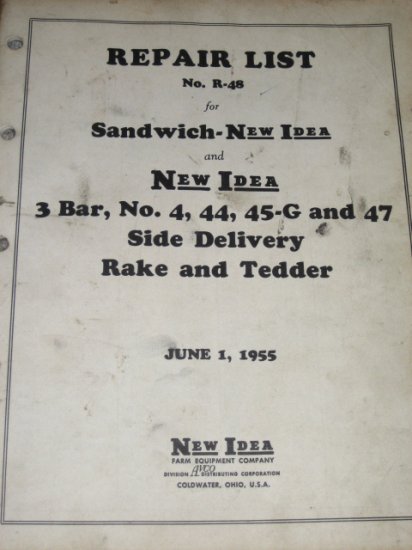 REPAIR LIST
No. R-48
for
Sandwich-NEW IDEA
and
NEW IDEA
3 Bar, No. 4, 44, 45-G and 47
Side Delivery
Rake and Tedder
JUNE 1, 1955
NEW IDEA
FARM EQUIPMENT COMPANY
DIVISION AVCO DISTRIBUTING CORPORATION
COLDWATER, OHIO, U.S.A.